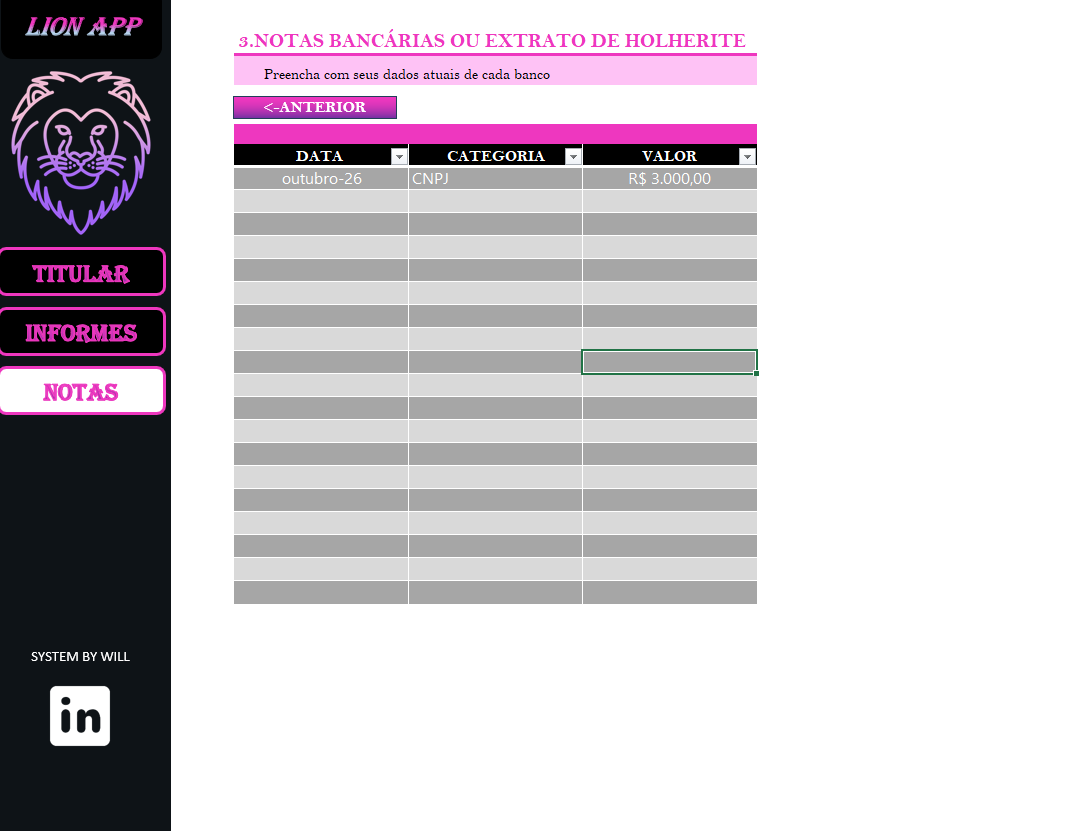 LION APP
TITULAR
INFORMES
NOTAS
SYSTEM BY WILL
in
3.NOTAS BANCÁRIAS OU EXTRATO DE HOLHERITE
Preencha com seus dados atuais de cada banco
<-ANTERIOR
DATA CATEGORIA VALOR
outubro-26 CNPJ R$ 3.000,00